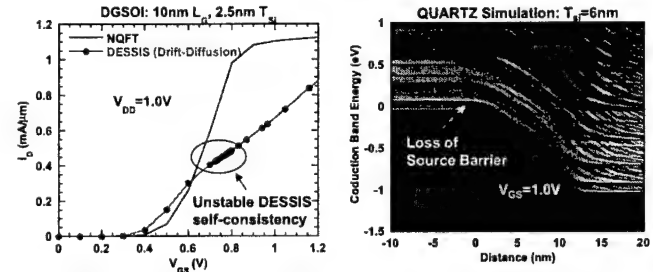 DGSOI: 10nm L_G, 2.5nm T_si
NQFT
DESSIS (Drift-Diffusion)
V_DD=1.0V
Unstable DESSIS
self-consistency
i_D (mA/μm)
1.2
1
0.8
0.6
0.4
0.2
0
0 0.2 0.4 0.6 0.8 1 1.2
V_GS (V)
QUARTZ Simulation: T_si=6nm
Coduction Band Energy (eV)
1
0.5
0
-0.5
-1
-1.5
Loss of
Source Barrier
V_GS=1.0V
-10 -5 0 5 10 15 20
Distance (nm)